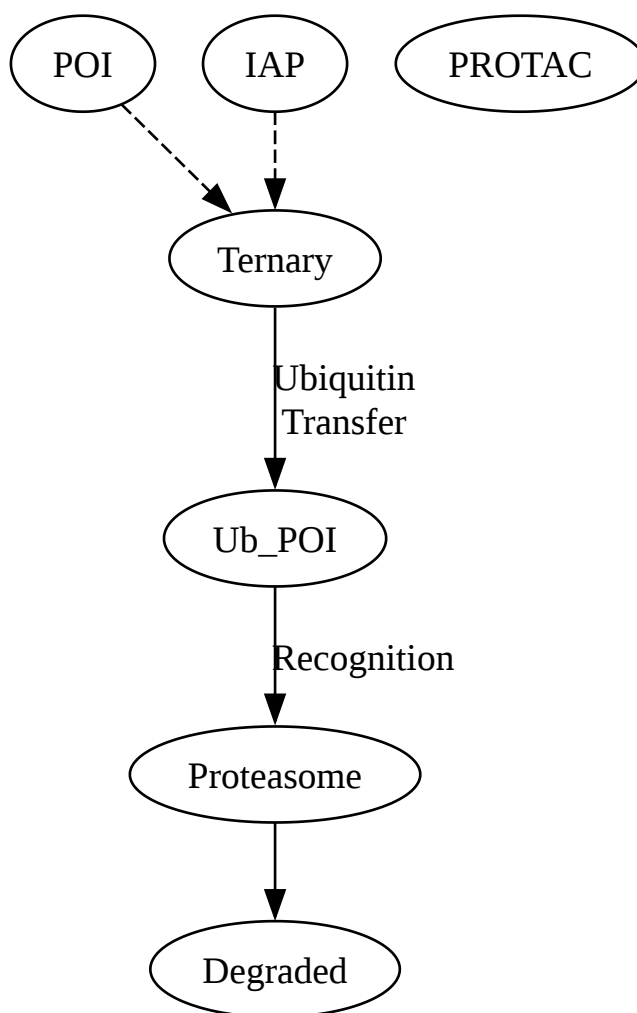 POI
IAP
PROTAC
Ternary
Ubiquitin
Transfer
Ub_POI
Recognition
Proteasome
Degraded